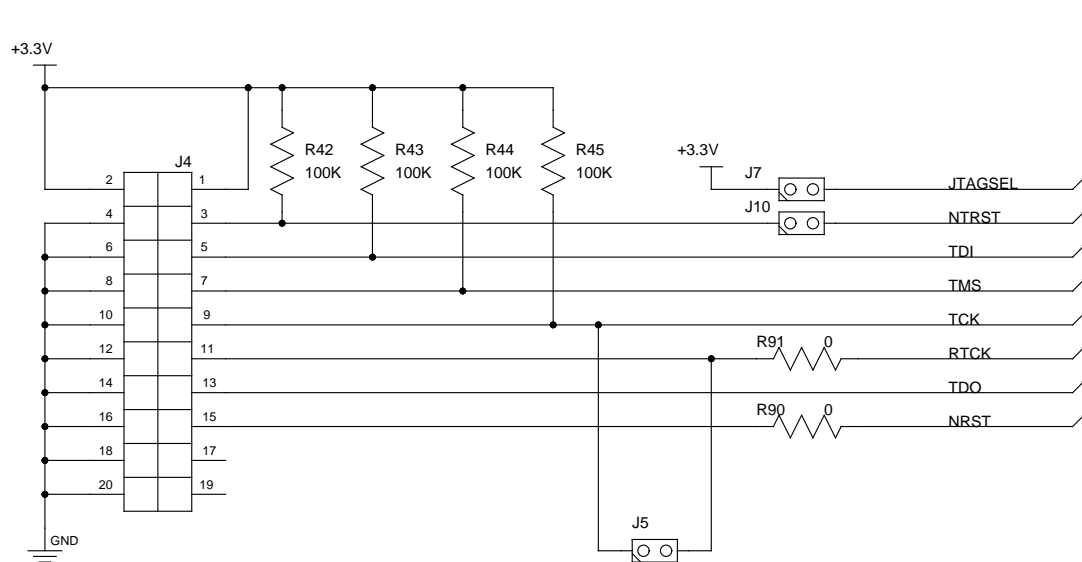 +3.3V
J4
R42
100K
R43
100K
R44
100K
R45
100K
+3.3V
J7
JTAGSEL
J10
NTRST
TDI
TMS
TCK
R91 0 RTCK
TDO
R90 0 NRST
2 1
4 3
6 5
8 7
10 9
12 11
14 13
16 15
18 17
20 19
GND
J5